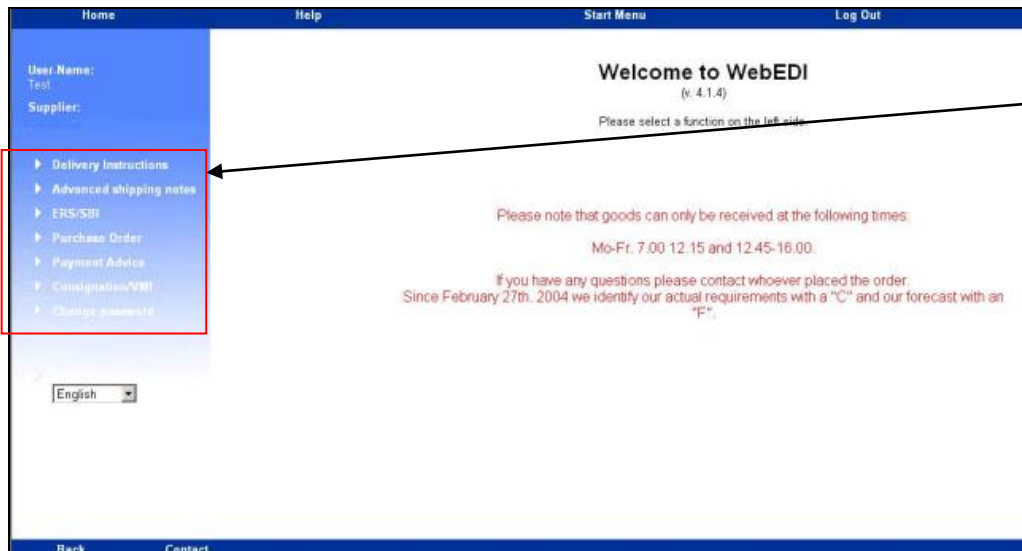 Home Help Start Menu Log Out
User Name:
Test
Supplier:
Delivery Instructions
Advanced shipping notes
ERS/SBI
Purchase Order
Payment Advice
Consignation/VMI
Change password
English
Welcome to WebEDI
(v. 4.1.4)
Please select a function on the left side.
Please note that goods can only be received at the following times:
Mo-Fr. 7.00 12.15 and 12.45-16.00.
If you have any questions please contact whoever placed the order.
Since February 27th. 2004 we identify our actual requirements with a "C" and our forecast with an
"F".
Back Contact